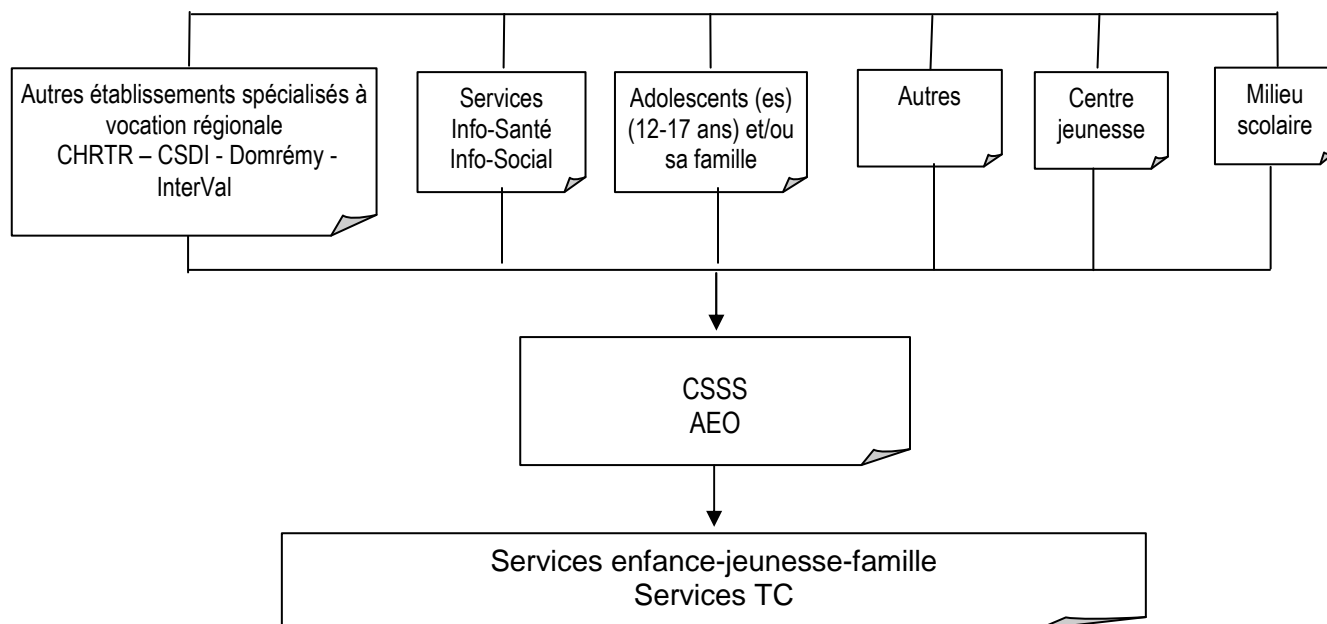 Autres établissements spécialisés à
vocation régionale
CHRTR – CSDI - Domrémy -
InterVal
Services
Info-Santé
Info-Social
Adolescents (es)
(12-17 ans) et/ou
sa famille
Autres
Centre
jeunesse
Milieu
scolaire
CSSS
AEO
Services enfance-jeunesse-famille
Services TC